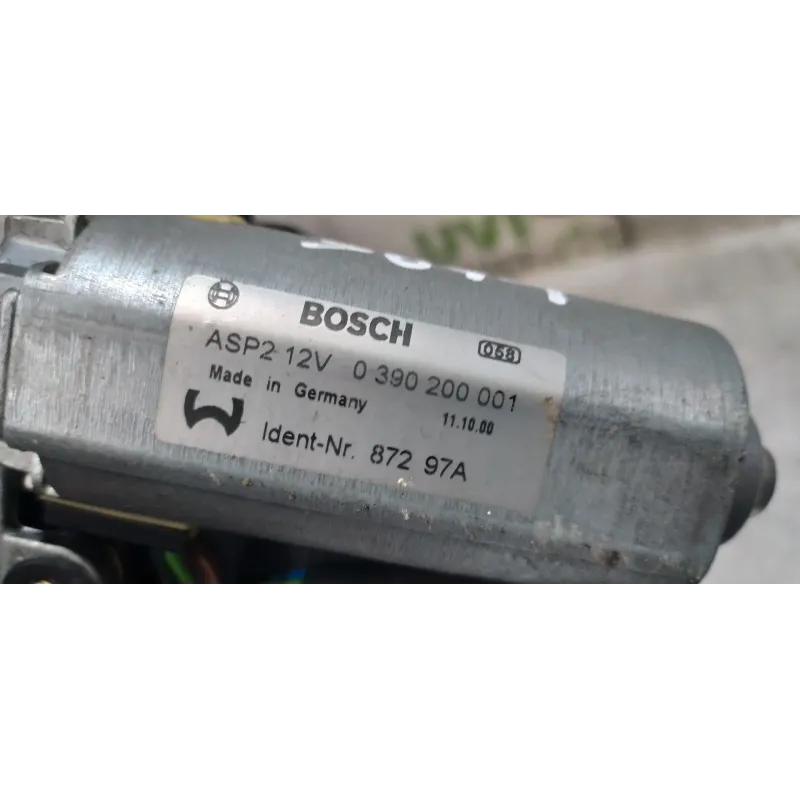 BOSCH
058
ASP2 12V 0 390 200 001
Made in Germany 11.10.00
Ident-Nr. 872 97A